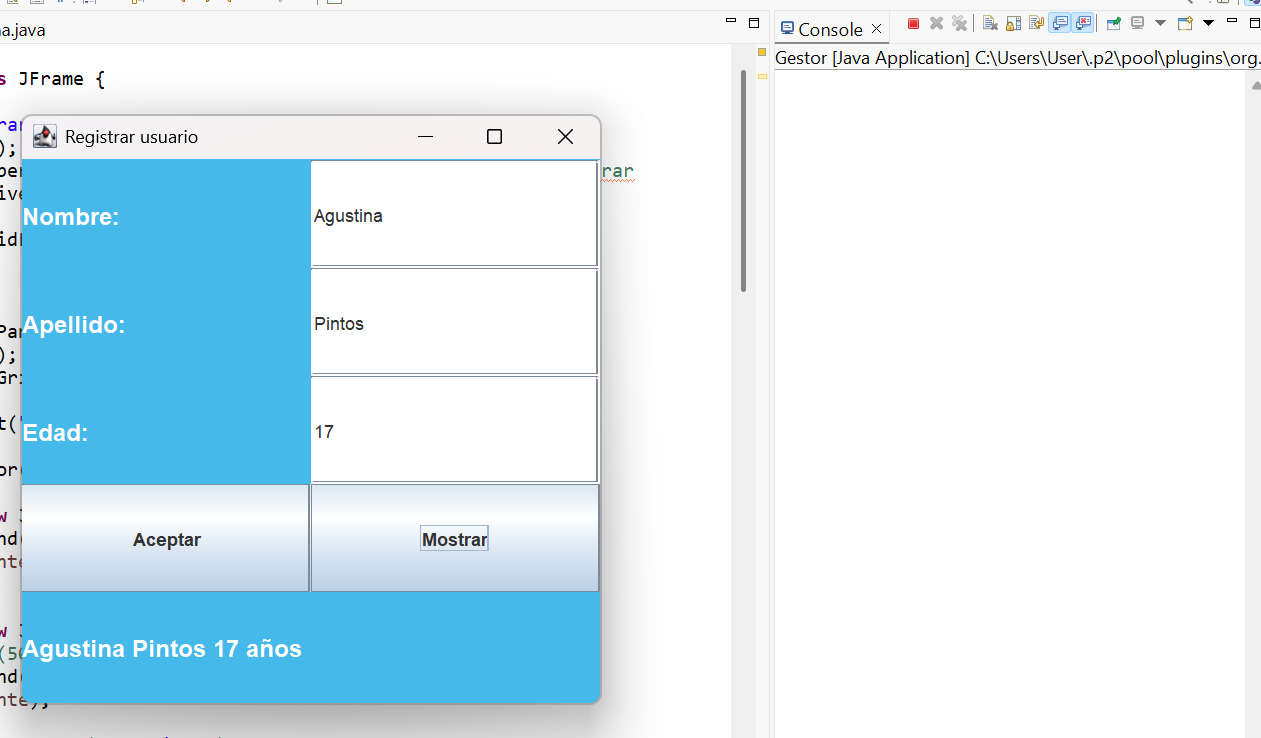 a.java
Console
Gestor [Java Application] C:\Users\User\.p2\pool\plugins\org.
s JFrame {
);
rar
Registrar usuario
Nombre:
Agustina
Apellido:
Pintos
Edad:
17
Aceptar
Mostrar
Agustina Pintos 17 años